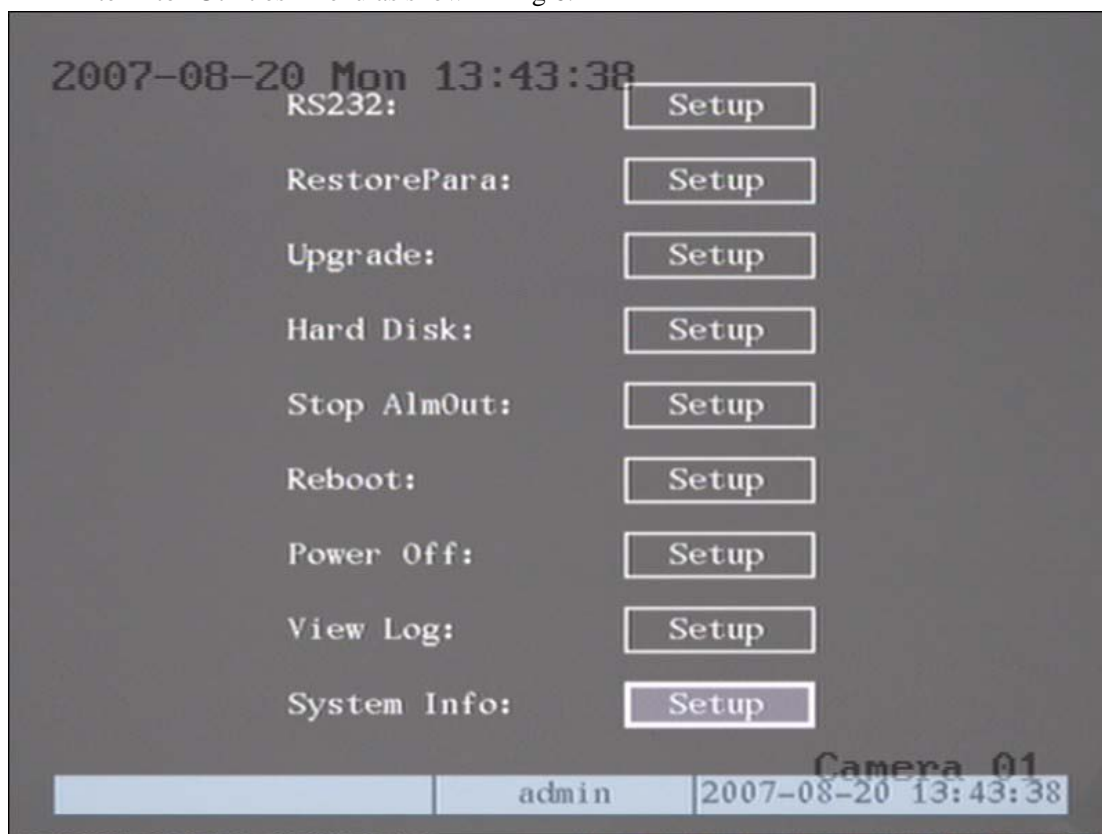 2007-08-20 Mon 13:43:38
RS232: Setup
RestorePara: Setup
Upgrade: Setup
Hard Disk: Setup
Stop AlmOut: Setup
Reboot: Setup
Power Off: Setup
View Log: Setup
System Info: Setup
Camera 01
admin 2007-08-20 13:43:38